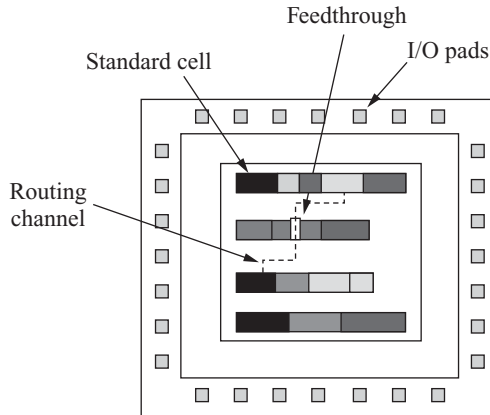 Feedthrough
I/O pads
Standard cell
Routing
channel